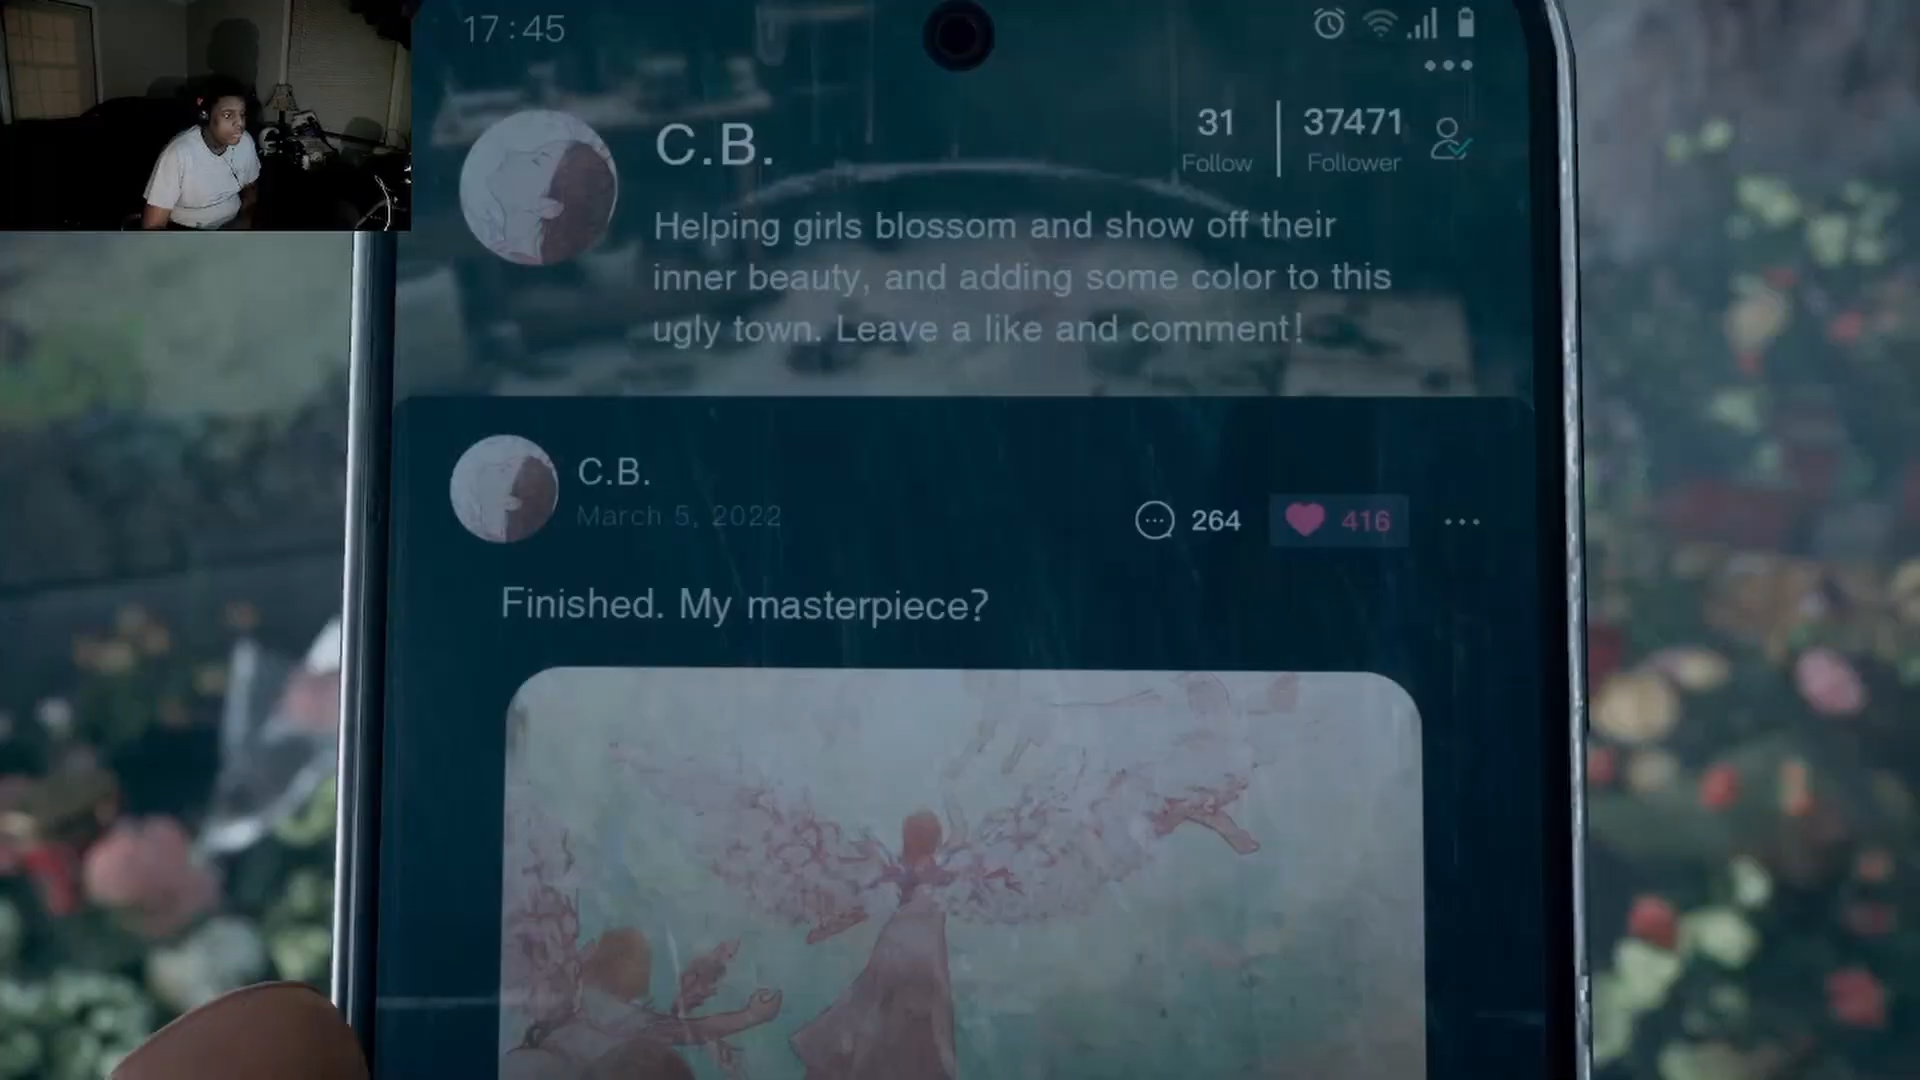 17:45
C.B.
31
37471
Follow
Follower
Helping girls blossom and show off their
inner beauty, and adding some color to this
ugly town. Leave a like and comment!
C.B.
March 5, 2022
264
416
Finished. My masterpiece?